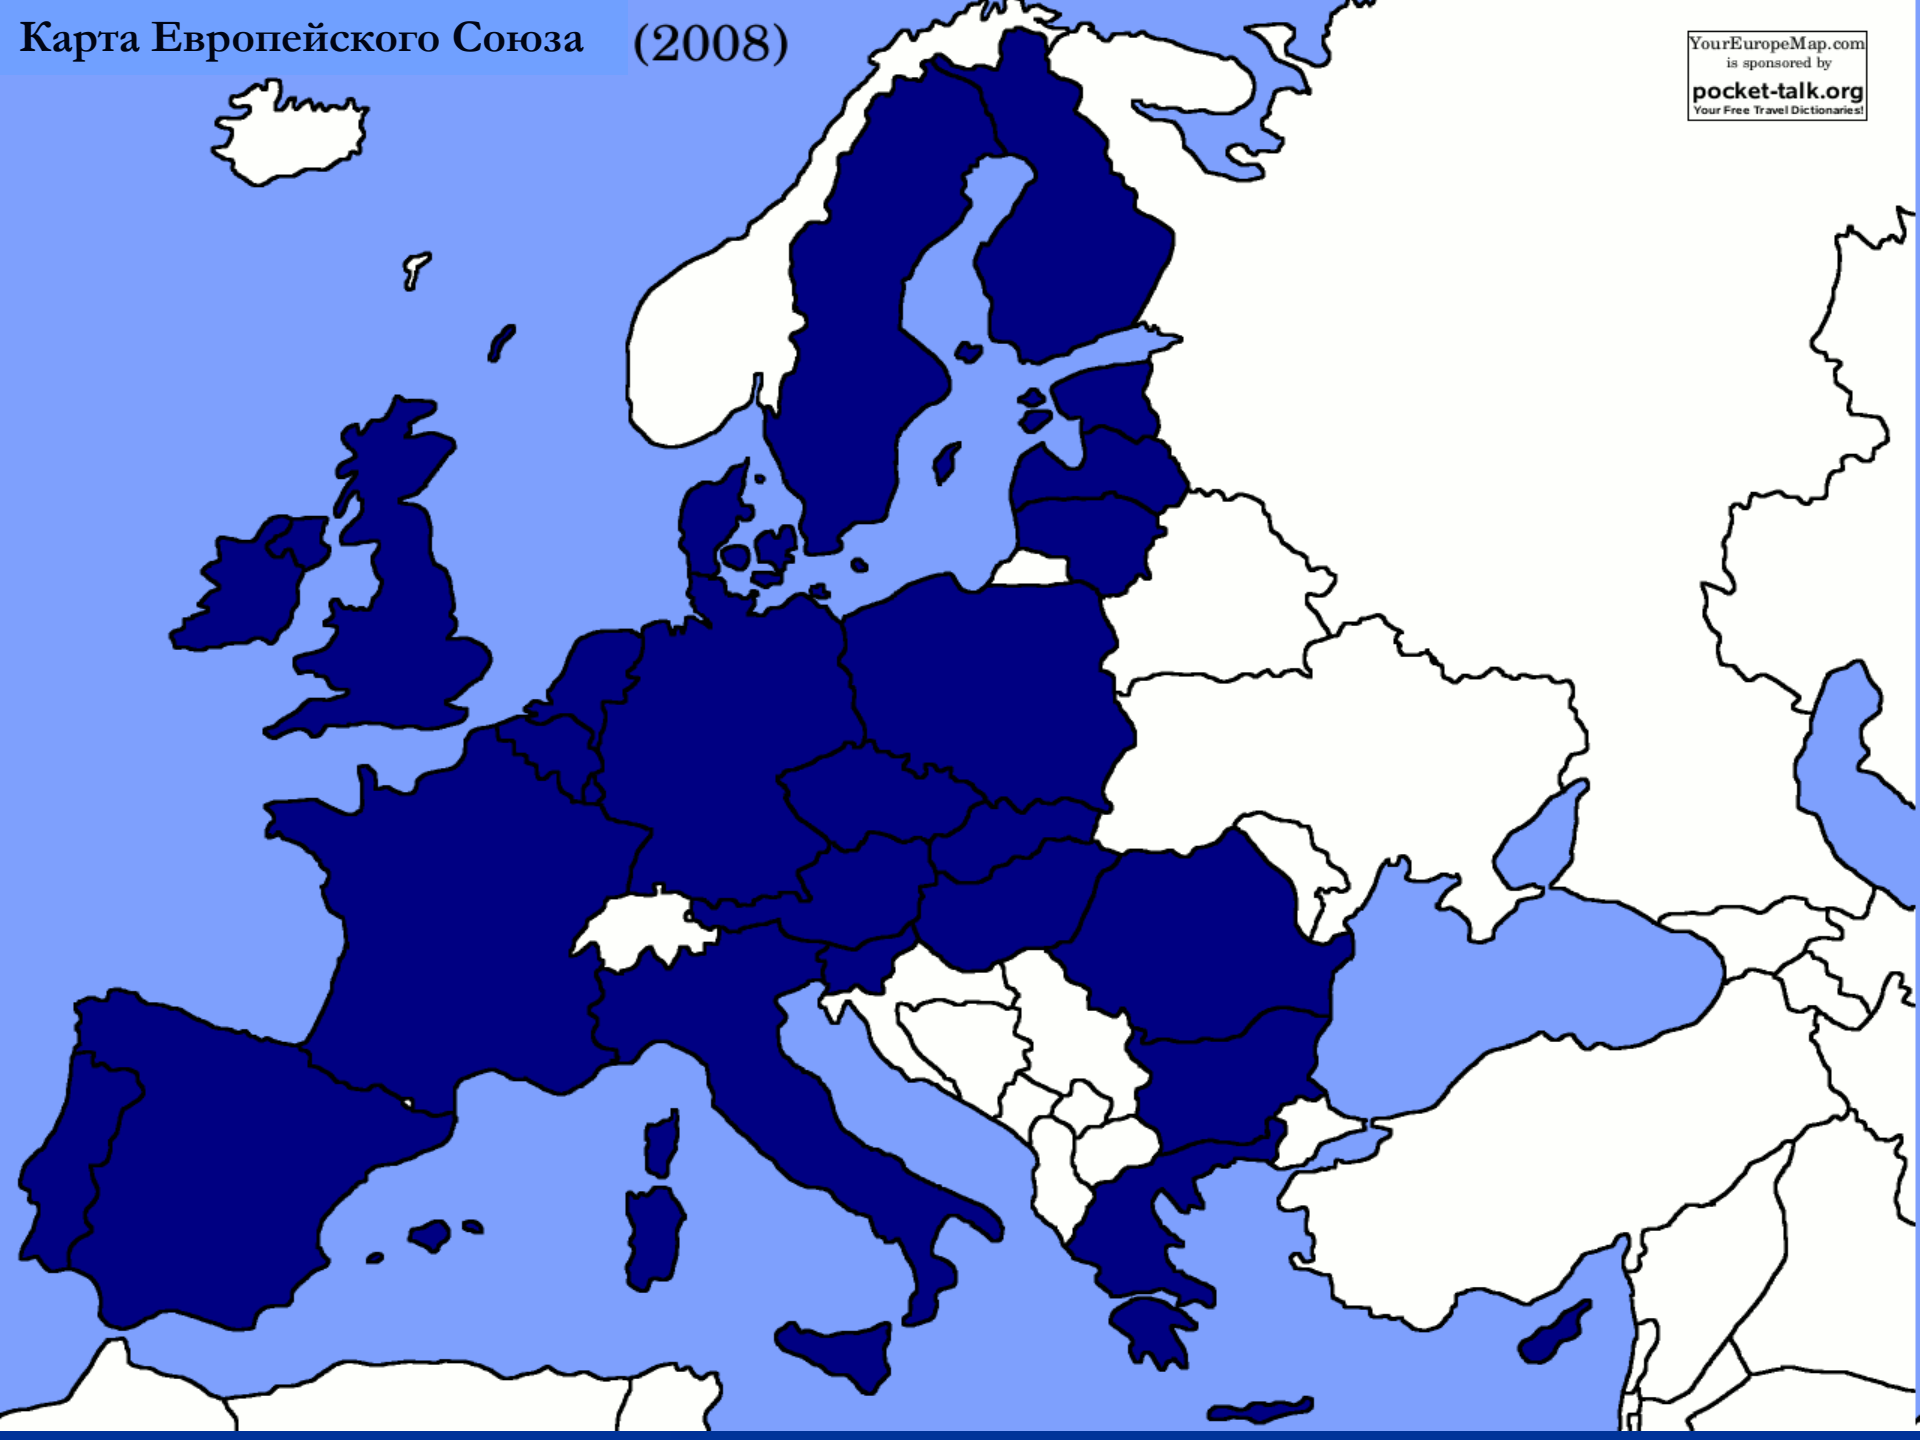 Карта Европейского Союза (2008)
YourEuropeMap.com
is sponsored by
pocket-talk.org
Your Free Travel Dictionaries!